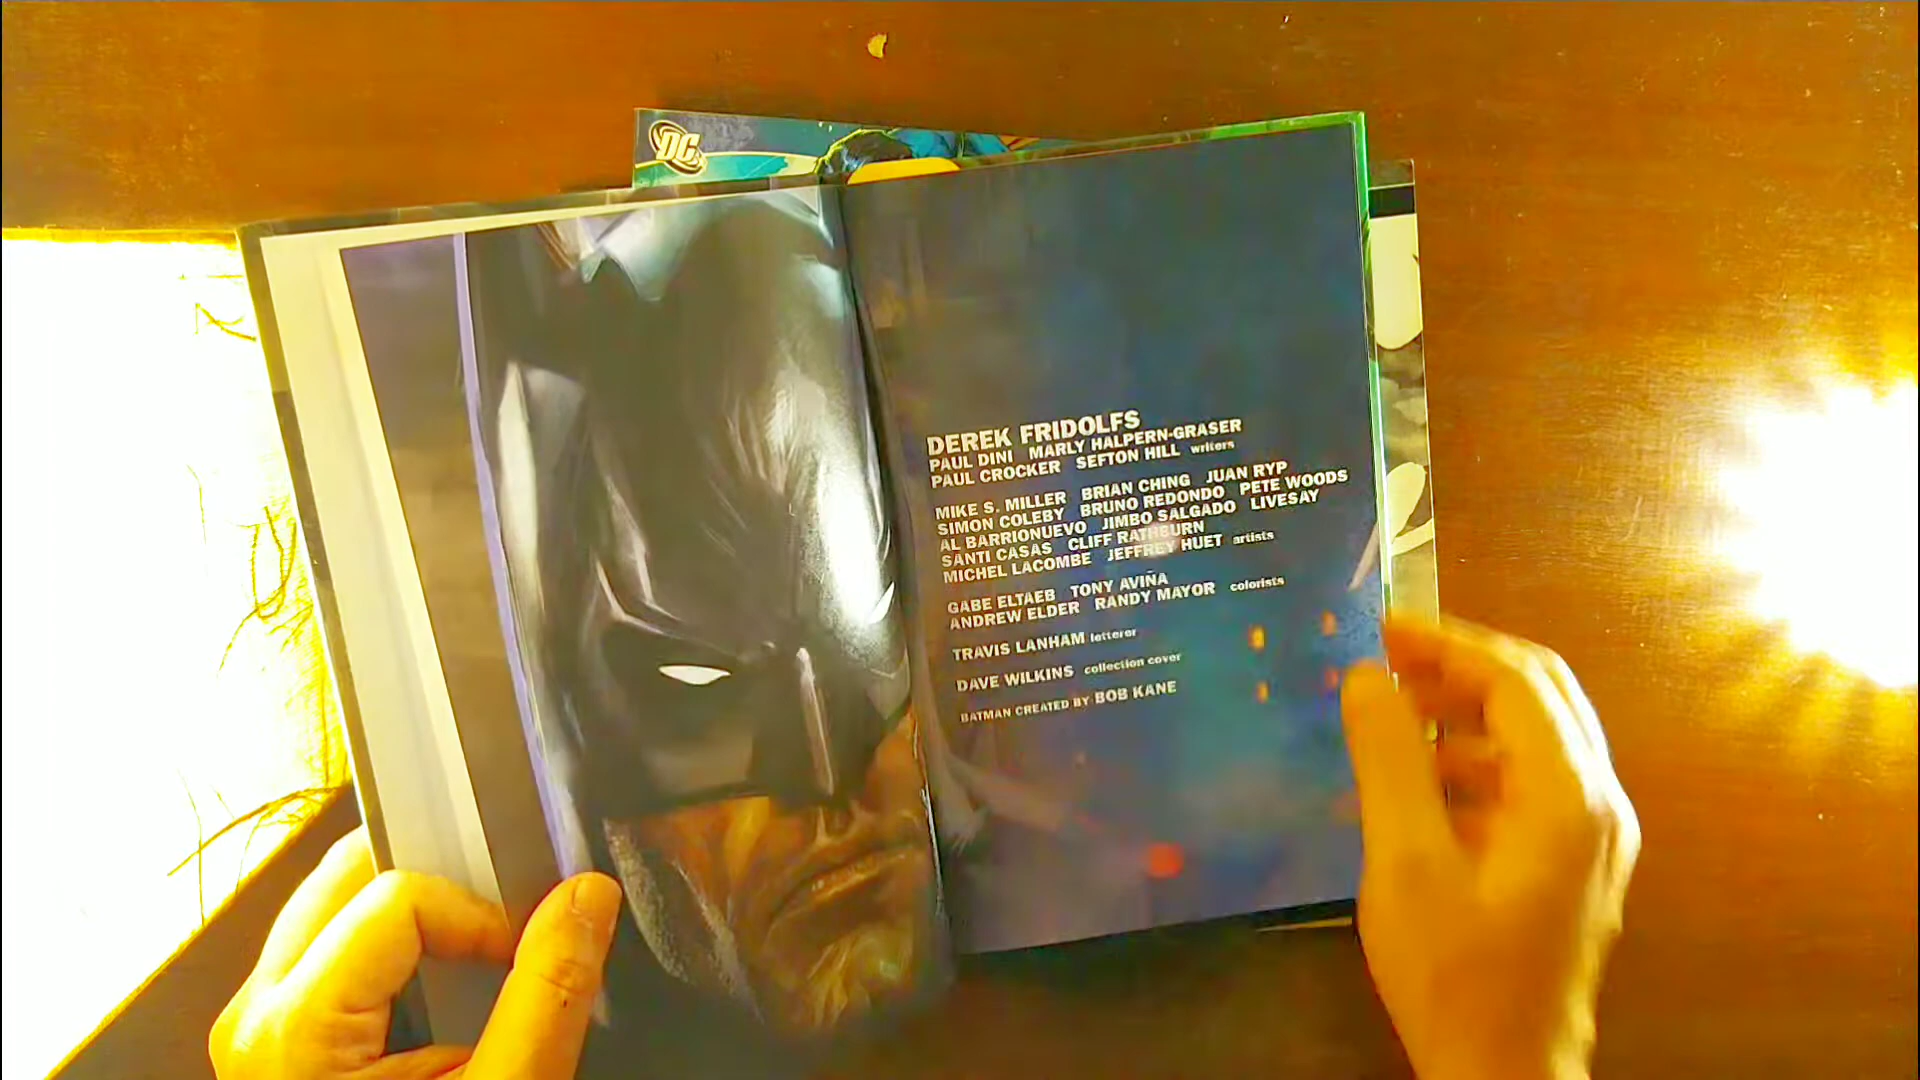 DC
DEREK FRIDOLFS
PAUL DINI MARLY HALPERN-GRASER
PAUL CROCKER SEFTON HILL writers
MIKE S. MILLER BRIAN CHING JUAN RYP
SIMON COLEBY BRUNO REDONDO PETE WOODS
AL BARRIONUEVO JIMBO SALGADO LIVESAY
SANTI CASAS CLIFF RATHBURN
MICHEL LACOMBE JEFFREY HUET artists
GABE ELTAEB TONY AVIÑA
ANDREW ELDER RANDY MAYOR colorists
TRAVIS LANHAM letterer
DAVE WILKINS collection cover
BATMAN CREATED BY BOB KANE